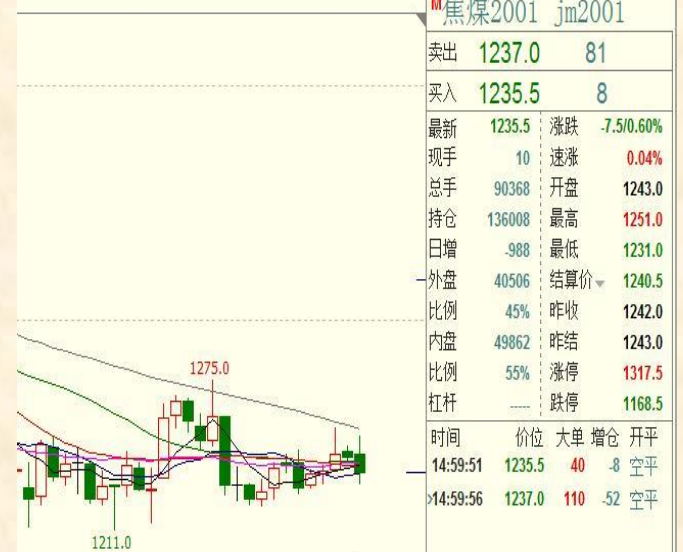 M焦煤2001 jm2001
卖出 1237.0 81
买入 1235.5 8
最新 1235.5 涨跌 -7.5/0.60%
现手 10 速涨 0.04%
总手 90368 开盘 1243.0
持仓 136008 最高 1251.0
日增 -988 最低 1231.0
外盘 40506 结算价 1240.5
比例 45% 昨收 1242.0
内盘 49862 昨结 1243.0
比例 55% 涨停 1317.5
杠杆 ----- 跌停 1168.5
时间 价位 大单 增仓 开平
14:59:51 1235.5 40 -8 空平
14:59:56 1237.0 110 -52 空平
1275.0
1211.0